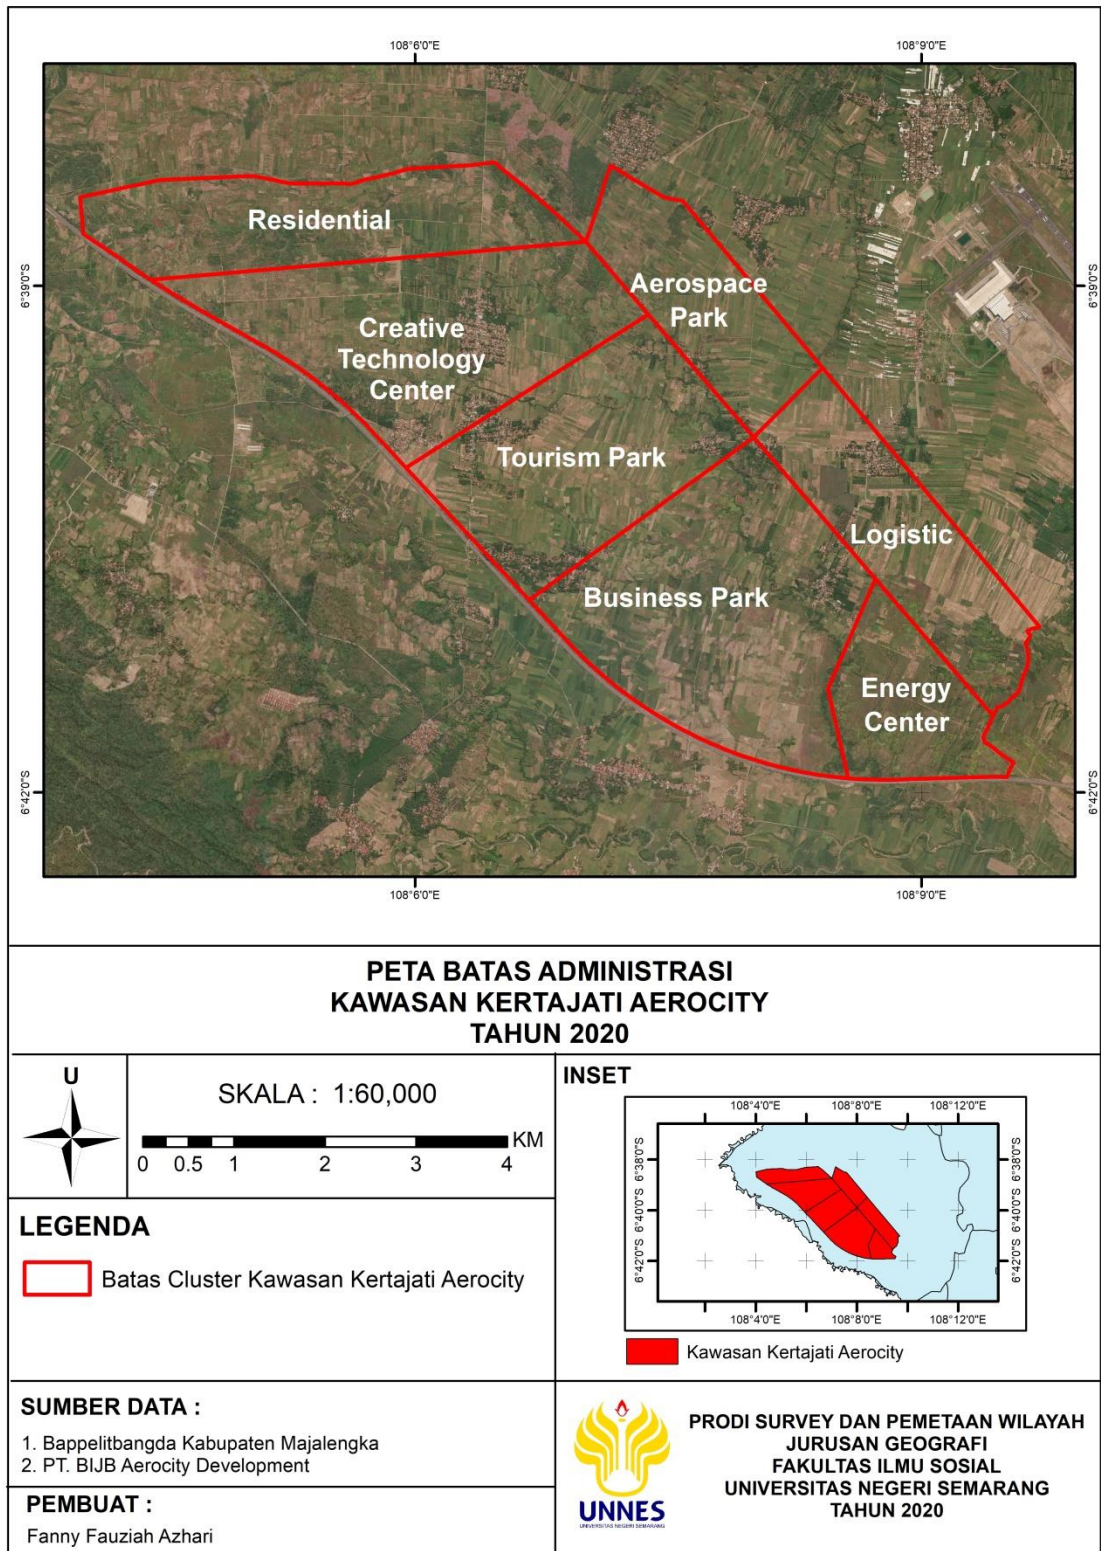 108°6'0"E
108°9'0"E
6°39'0"S
6°39'0"S
6°42'0"S
6°42'0"S
Residential
Aerospace
Park
Creative
Technology
Center
Tourism Park
Logistic
Business Park
Energy
Center
108°6'0"E
108°9'0"E
PETA BATAS ADMINISTRASI
KAWASAN KERTAJATI AEROCITY
TAHUN 2020
U
SKALA : 1:60,000
KM
0 0.5 1 2 3 4
INSET
108°4'0"E
108°8'0"E
108°12'0"E
6°38'0"S
6°38'0"S
6°40'0"S
6°40'0"S
6°42'0"S
6°42'0"S
108°4'0"E
108°8'0"E
108°12'0"E
Kawasan Kertajati Aerocity
LEGENDA
Batas Cluster Kawasan Kertajati Aerocity
SUMBER DATA :
1. Bappelitbangda Kabupaten Majalengka
2. PT. BIJB Aerocity Development
PEMBUAT :
Fanny Fauziah Azhari
UNNES
UNIVERSITAS NEGERI SEMARANG
PRODI SURVEY DAN PEMETAAN WILAYAH
JURUSAN GEOGRAFI
FAKULTAS ILMU SOSIAL
UNIVERSITAS NEGERI SEMARANG
TAHUN 2020